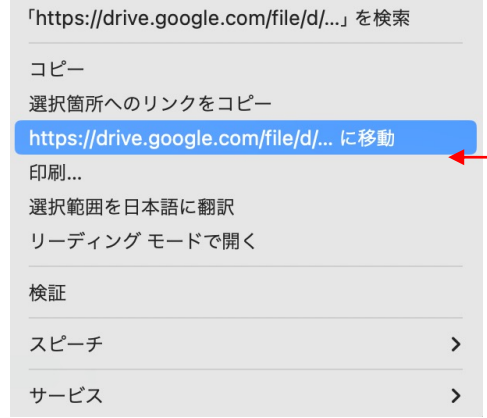 「https://drive.google.com/file/d/...」を検索
コピー
選択箇所へのリンクをコピー
https://drive.google.com/file/d/... に移動
印刷...
選択範囲を日本語に翻訳
リーディング モードで開く
検証
スピーチ
サービス